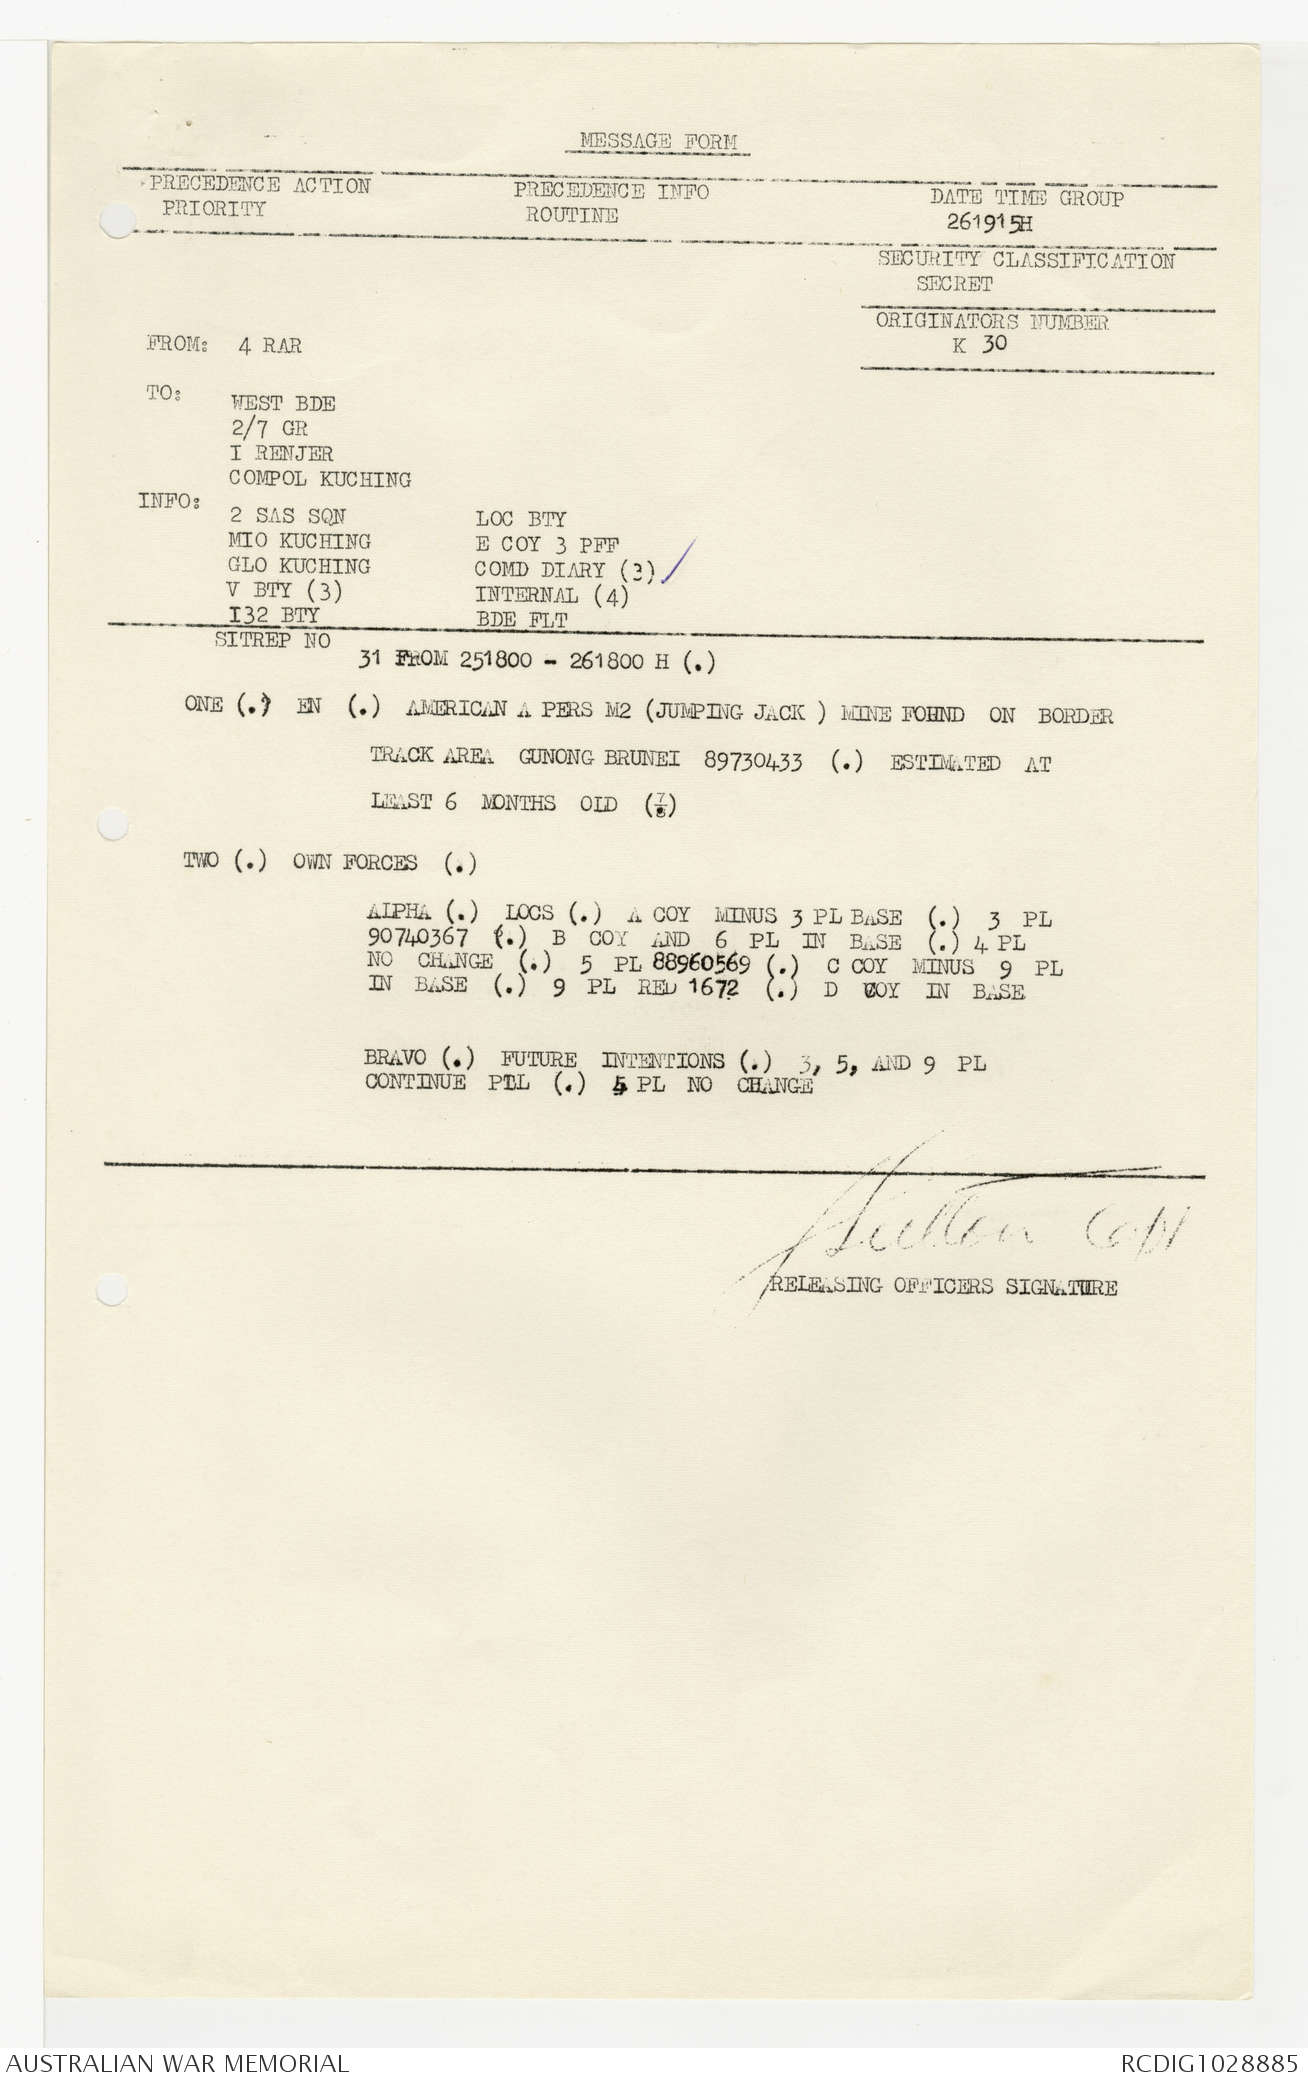 MESSAGE FORM
PRECEDENCE ACTION
PRIORITY
PRECEDENCE INFO
ROUTINE
DATE TIME GROUP
261915H
SECURITY CLASSIFICATION
SECRET
ORIGINATORS NUMBER
K 30
FROM: 4 RAR
TO:
WEST BDE
2/7 GR
I RENJER
COMPOL KUCHING
INFO:
2 SAS SQN
MIO KUCHING
GLO KUCHING
V BTY (3)
I32 BTY
LOC BTY
E COY 3 PFF
COMD DIARY (3)
INTERNAL (4)
BDE FLT
SITREP NO
31 FROM 251800 - 261800 H (.)
ONE (.) EN (.) AMERICAN A PERS M2 (JUMPING JACK ) MINE FOUND ON BORDER
TRACK AREA GUNONG BRUNEI 89730433 (.) ESTIMATED AT
LEAST 6 MONTHS OLD
TWO (.) OWN FORCES (.)
ALPHA (.) LOCS (.) A COY MINUS 3 PL BASE (.) 3 PL
90740367 (.) B COY AND 6 PL IN BASE (.) 4 PL
NO CHANGE (.) 5 PL 88960569 (.) C COY MINUS 9 PL
IN BASE (.) 9 PL RED 1672 (.) D COY IN BASE
BRAVO (.) FUTURE INTENTIONS (.) 3, 5, AND 9 PL
CONTINUE PTL (.) PL NO CHANGE
Capt
RELEASING OFFICERS SIGNATURE
AUSTRALIAN WAR MEMORIAL
RCDIG1028885